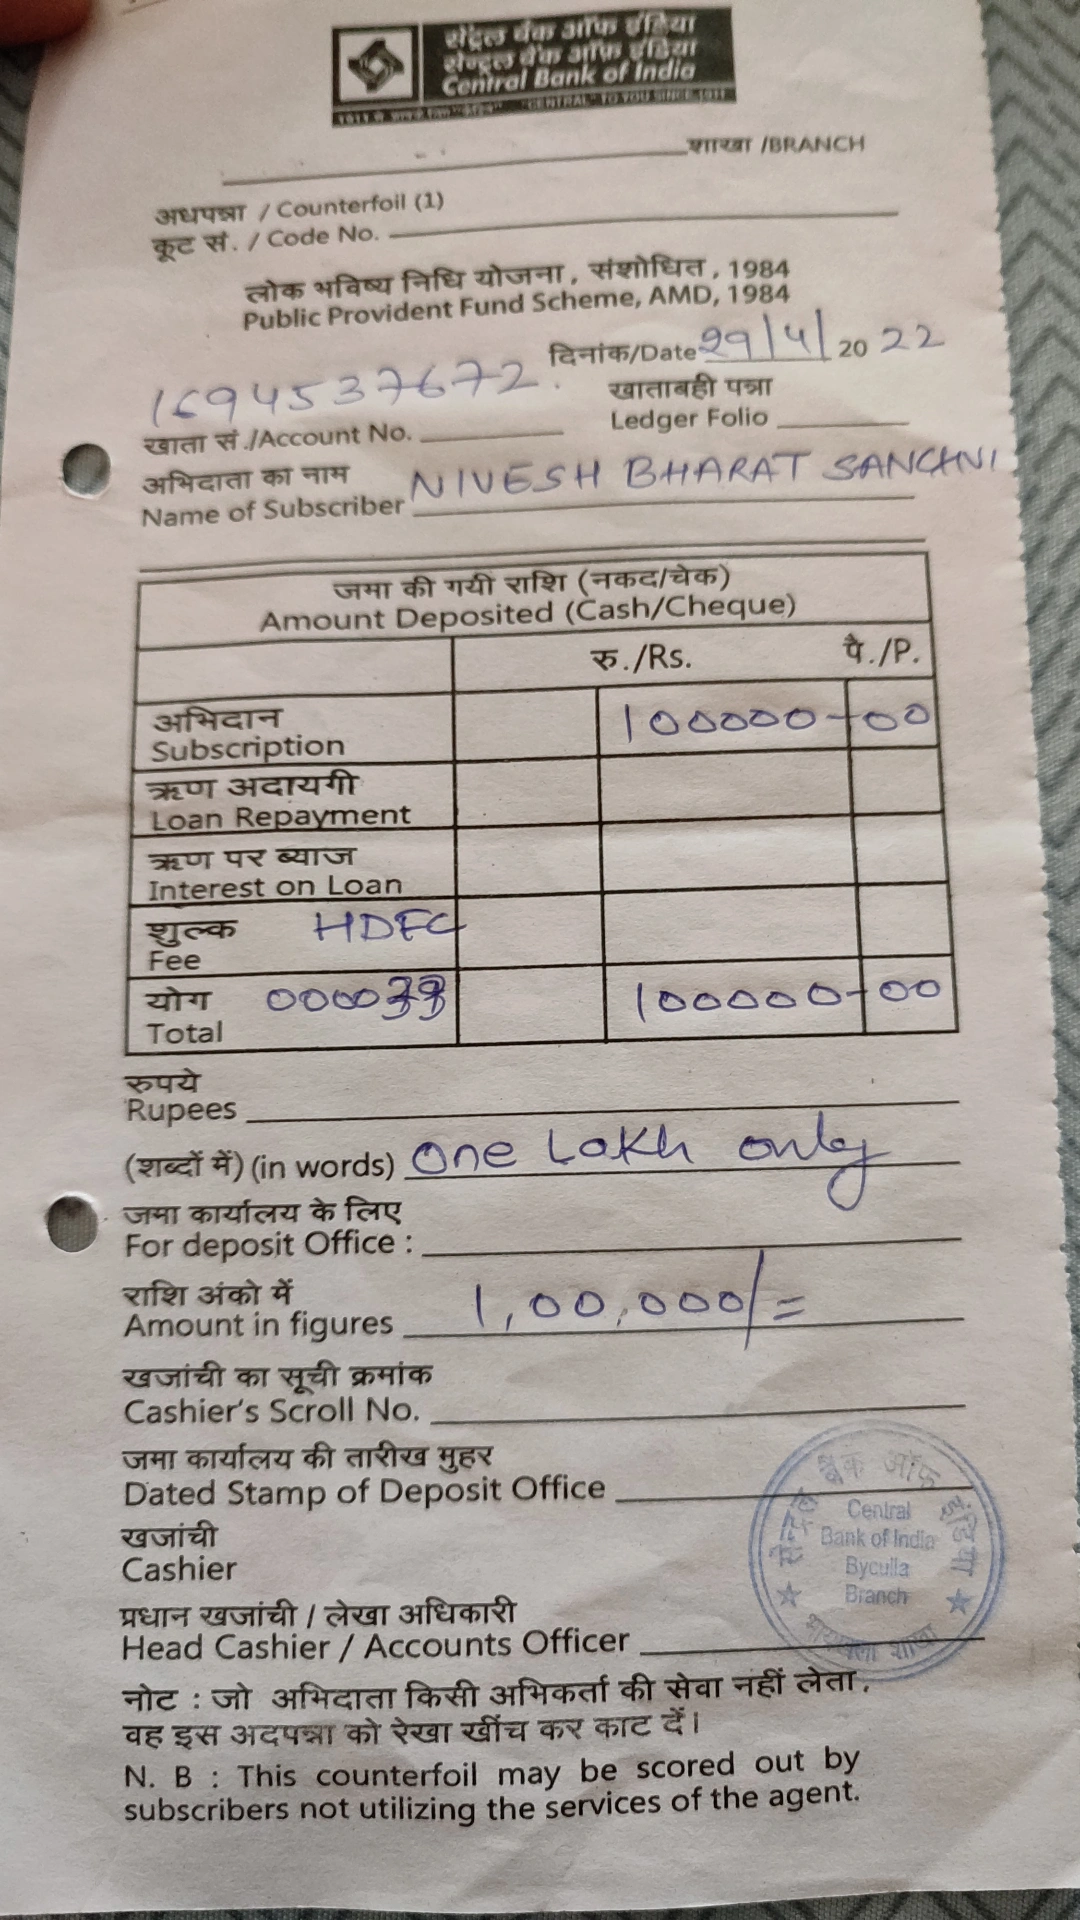 सेंट्रल बँक ऑफ इंडिया
सेन्ट्रल बैंक ऑफ़ इंडिया
Central Bank of India
"CENTRAL" TO YOU SINCE 1911
शाखा /BRANCH
अधपन्ना / Counterfoil (1)
कूट सं. / Code No.
लोक भविष्य निधि योजना, संशोधित, 1984
Public Provident Fund Scheme, AMD, 1984
दिनांक/Date 29/4/2022
1694537672.
खाताबही पन्ना
Ledger Folio
खाता सं./Account No.
अभिदाता का नाम
Name of Subscriber NIVESH BHARAT
जमा की गयी राशि (नकद/चेक)
Amount Deposited (Cash/Cheque)
रु./Rs. पै./P.
अभिदान
Subscription 100000-00
ऋण अदायगी
Loan Repayment
ऋण पर ब्याज
Interest on Loan
शुल्क HDFC
Fee
योग 100000-00
Total
रुपये
Rupees
(शब्दों में) (in words) One Lakh only
जमा कार्यालय के लिए
For deposit Office :
राशि अंको में
Amount in figures 1,00,000/=
खजांची का सूची क्रमांक
Cashier's Scroll No.
जमा कार्यालय की तारीख मुहर
Dated Stamp of Deposit Office
खजांची
Cashier
प्रधान खजांची / लेखा अधिकारी
Head Cashier / Accounts Officer
सेन्ट्रल बैंक ऑफ इंडिया
Central
Bank of India
Byculla
Branch
भायखला शाखा
नोट : जो अभिदाता किसी अभिकर्ता की सेवा नहीं लेता,
वह इस अदपन्ना को रेखा खींच कर काट दें।
N. B : This counterfoil may be scored out by
subscribers not utilizing the services of the agent.